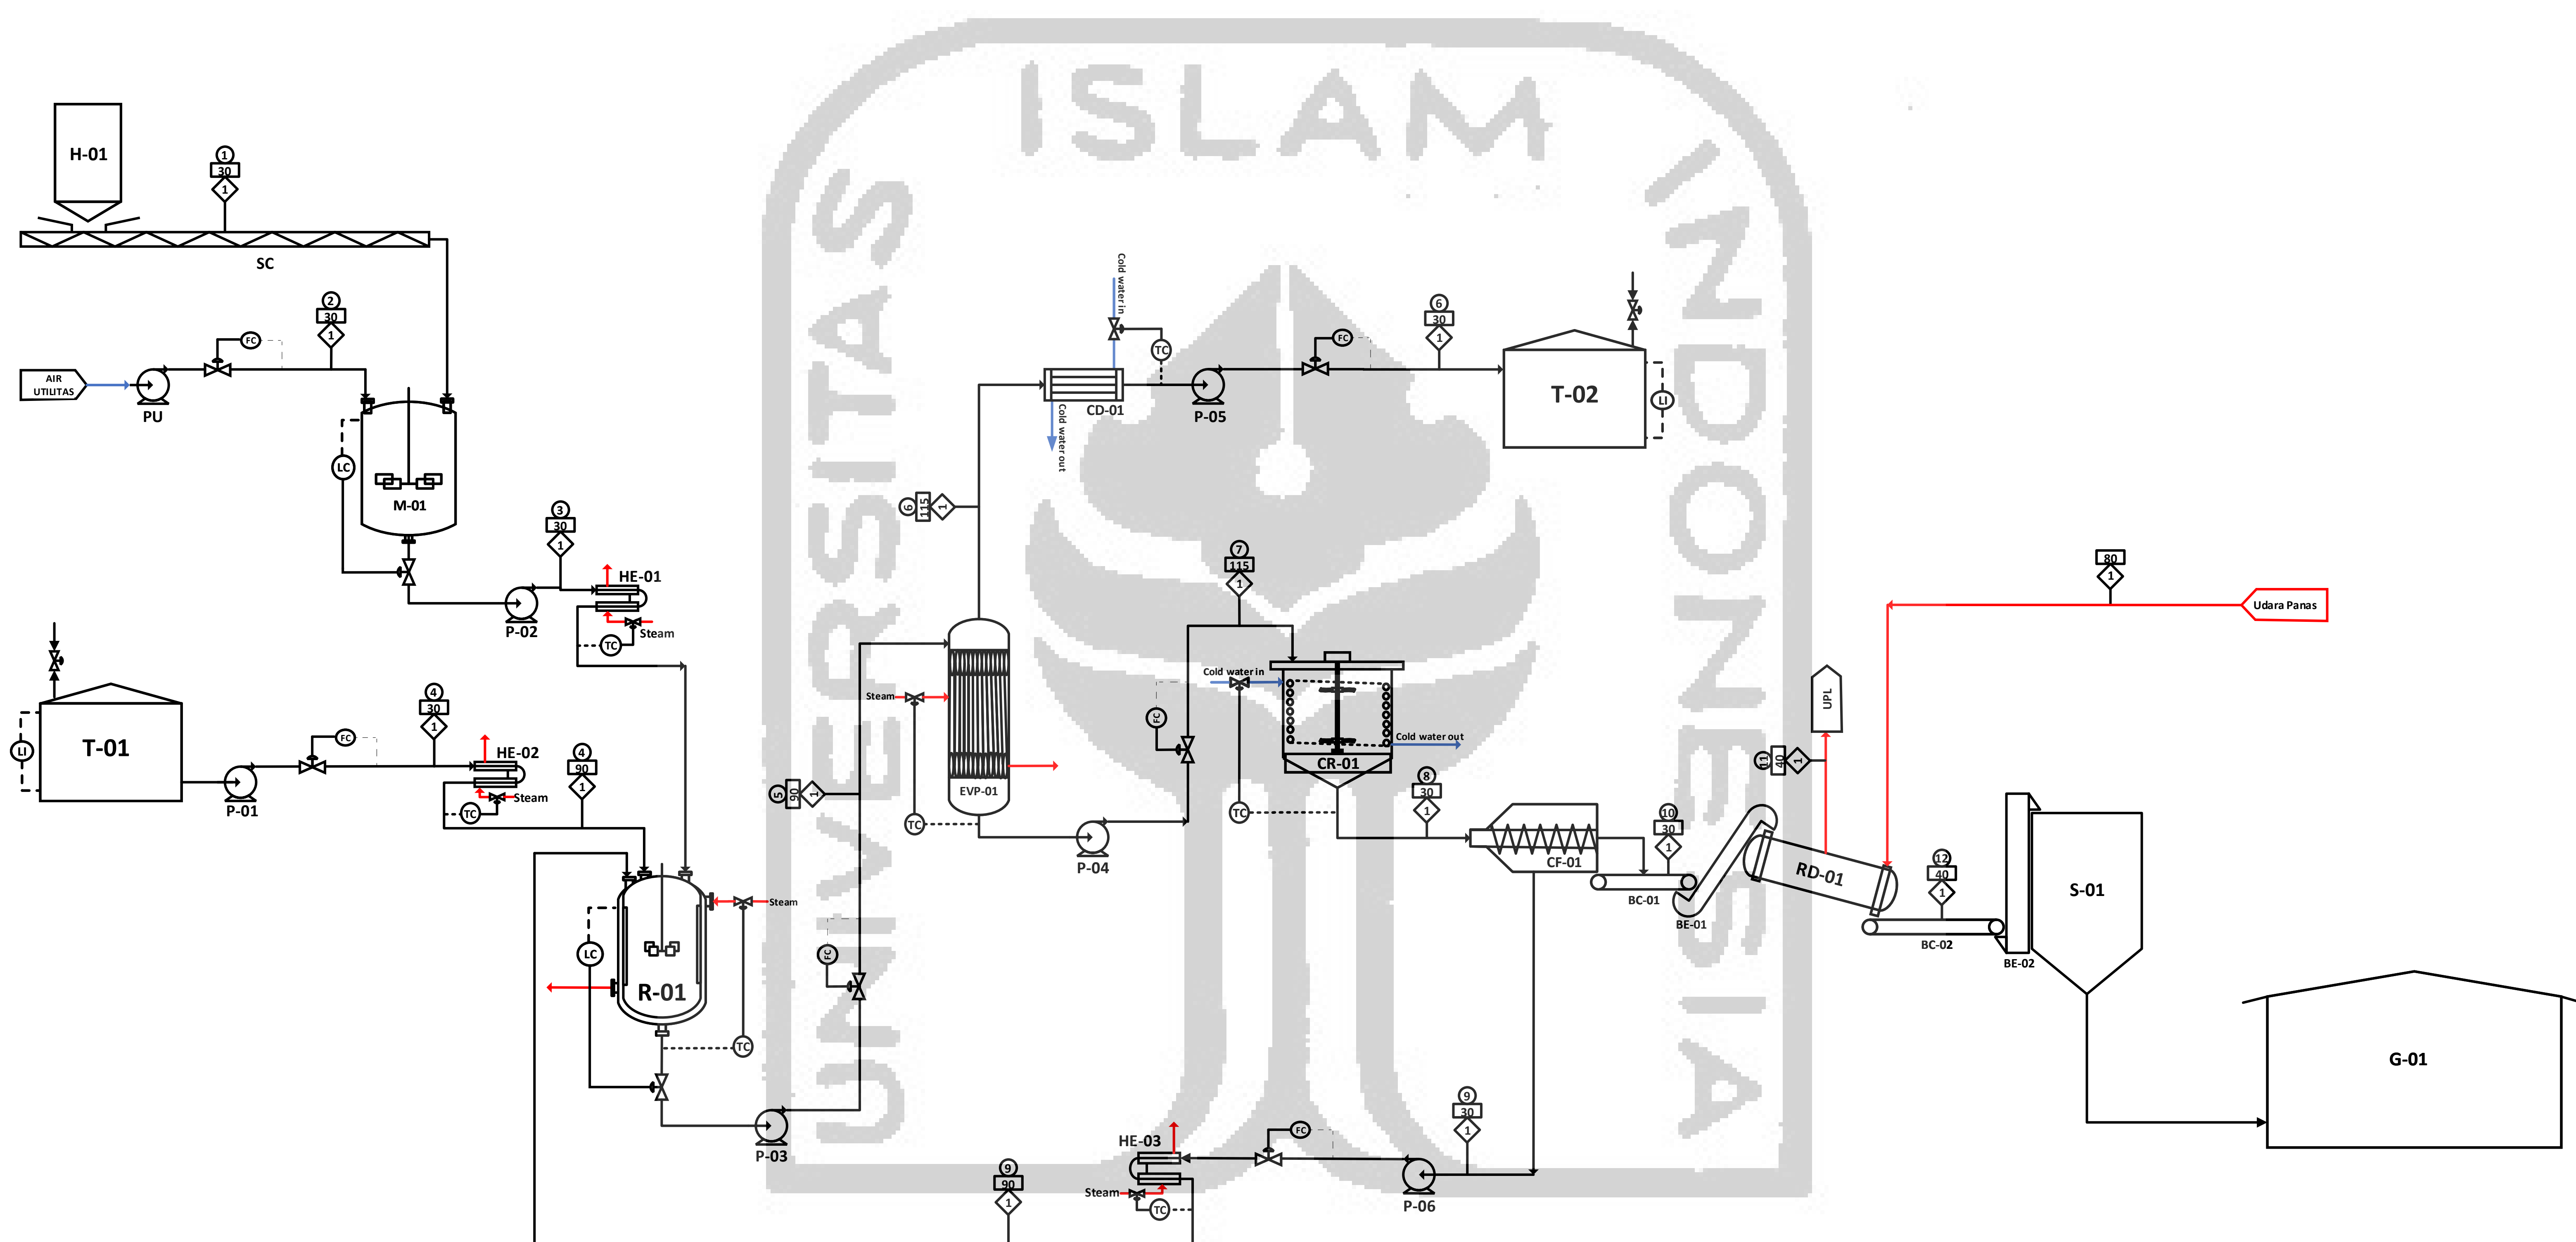 UNIVERSITAS
ISLAM
INDONESIA
H-01
1
30
1
SC
2
30
1
FC
AIR
UTILITAS
PU
LC
M-01
3
30
1
HE-01
P-02
Steam
TC
T-01
LI
P-01
FC
4
30
1
HE-02
Steam
TC
4
90
1
R-01
LC
Steam
TC
P-03
5
90
1
FC
6
115
1
Steam
EVP-01
TC
P-04
Cold water in
TC
CD-01
Cold water out
P-05
FC
6
30
1
T-02
LI
7
115
1
FC
Cold water in
Cold water out
CR-01
TC
8
30
1
CF-01
BC-01
10
30
1
BE-01
11
40
1
UPL
RD-01
80
1
Udara Panas
12
40
1
BC-02
BE-02
S-01
G-01
9
30
1
P-06
FC
HE-03
Steam
TC
9
90
1